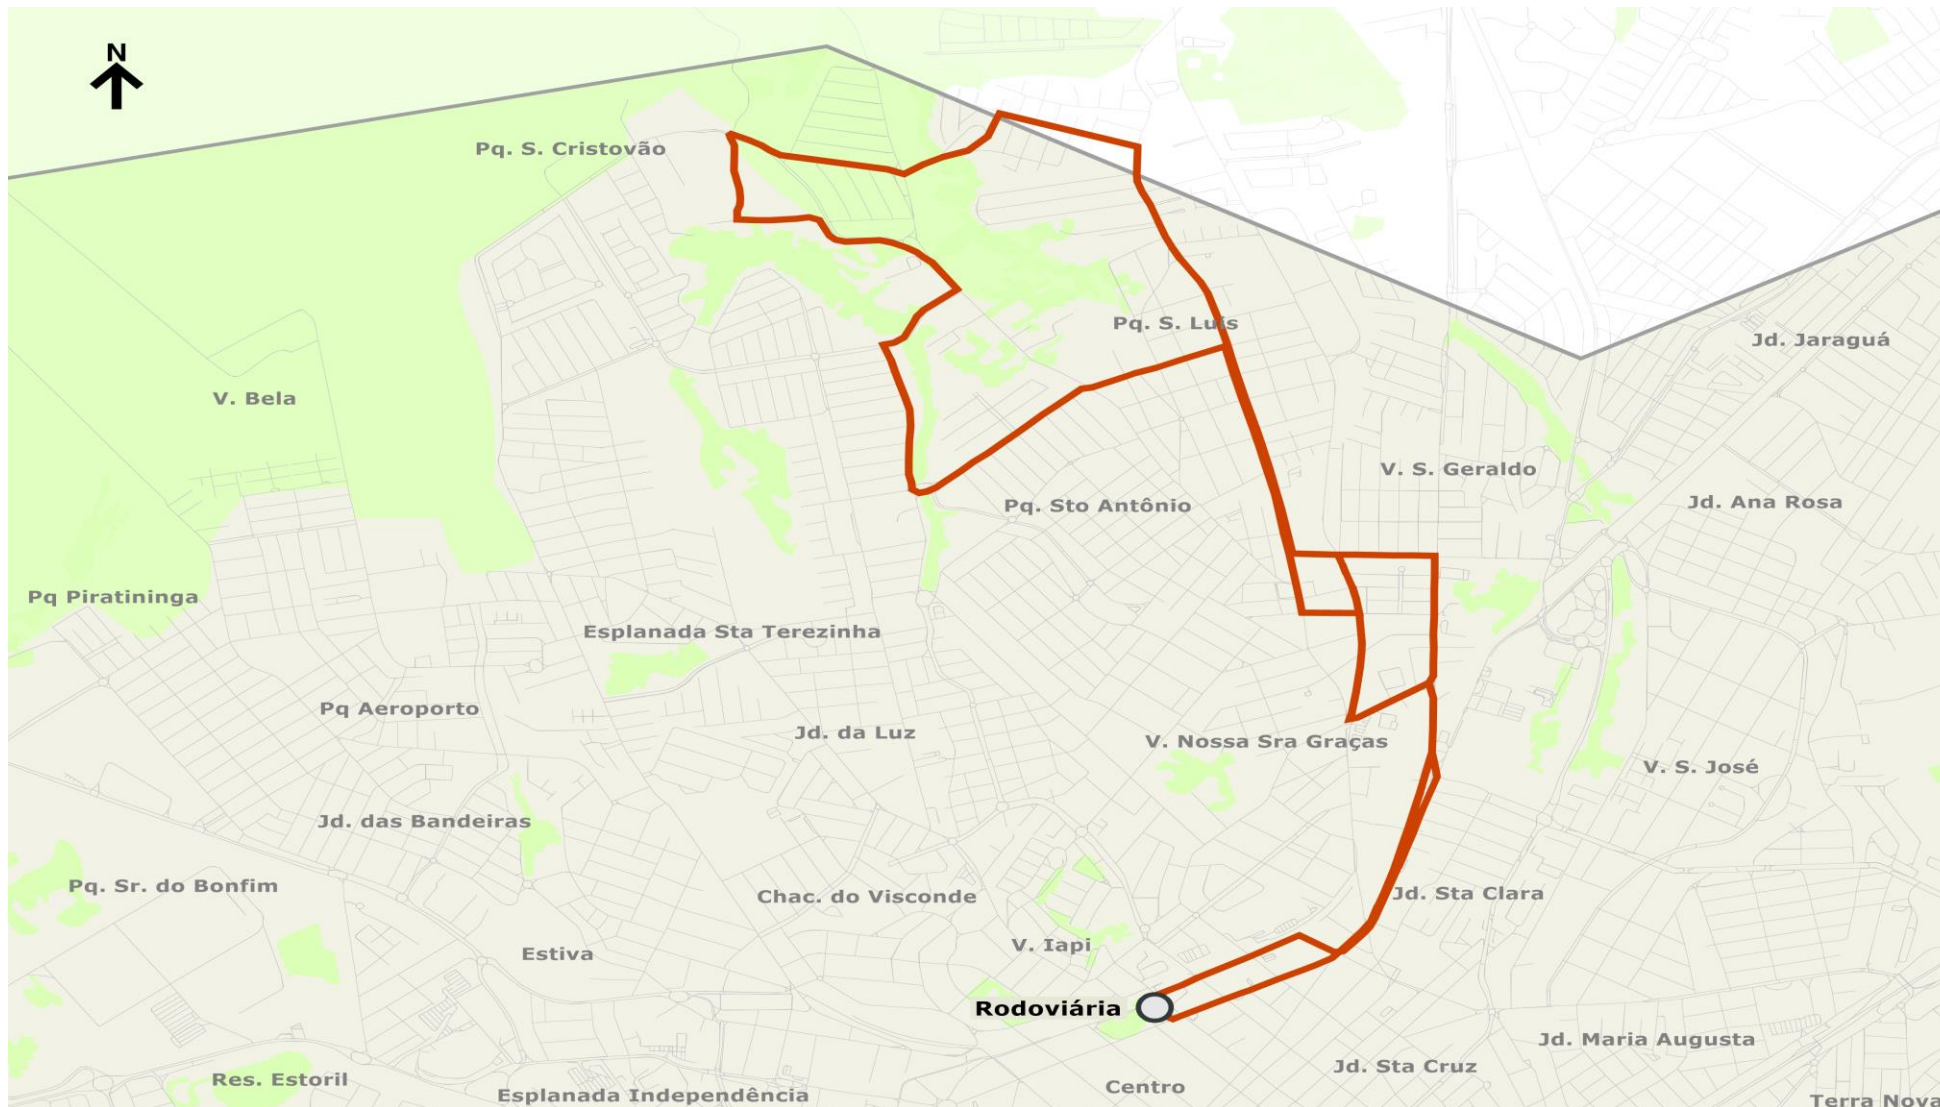 N
Pq. S. Cristovão
Pq. S. Luís
Jd. Jaraguá
V. Bela
V. S. Geraldo
Jd. Ana Rosa
Pq. Sto Antônio
Pq Piratininga
Esplanada Sta Terezinha
Pq Aeroporto
Jd. da Luz
V. Nossa Sra Graças
V. S. José
Jd. das Bandeiras
Pq. Sr. do Bonfim
Chac. do Visconde
Jd. Sta Clara
V. Iapi
Estiva
Rodoviária
Jd. Maria Augusta
Jd. Sta Cruz
Res. Estoril
Centro
Esplanada Independência
Terra Nova